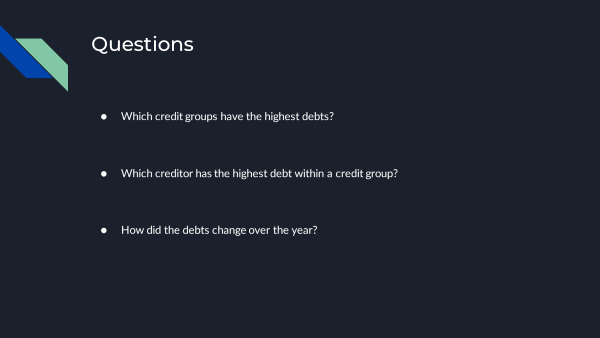 Questions
● Which credit groups have the highest debts?
● Which creditor has the highest debt within a credit group?
● How did the debts change over the year?